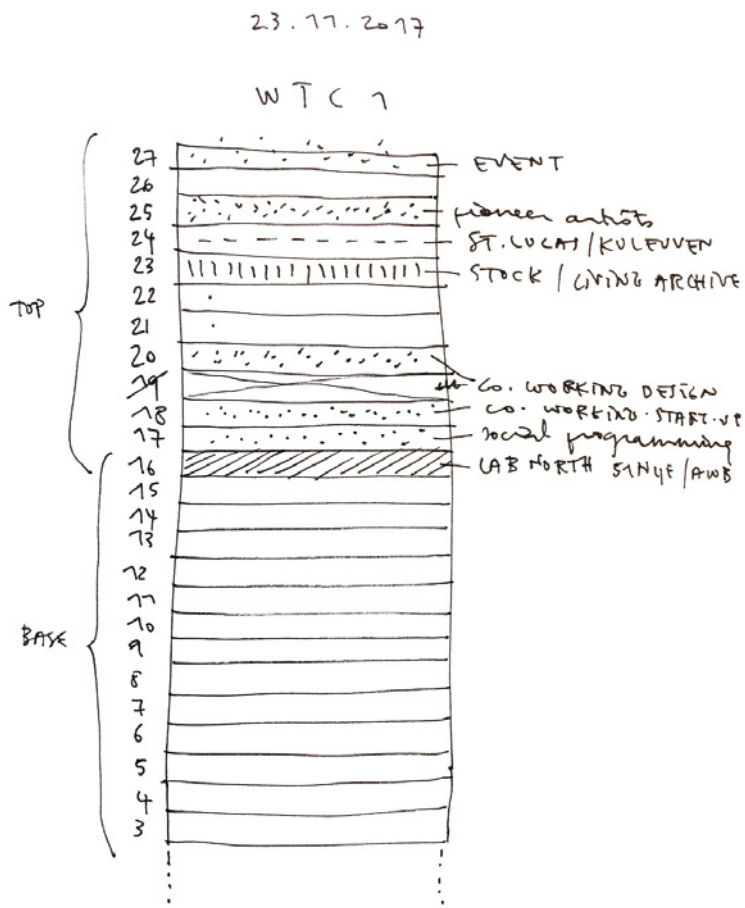 23.11.2017
WTC 1
27 EVENT
26
25 pioneer artists
24 ST.LUCAS/KULEUVEN
23 STOCK / LIVING ARCHIVE
22
TOP
21
20
19 CO.WORKING DESIGN
18 CO.WORKING.START-UP
17 social programming
16 LAB NORTH 51N4E/AWB
15
14
13
12
11
10
BASE
9
8
7
6
5
4
3